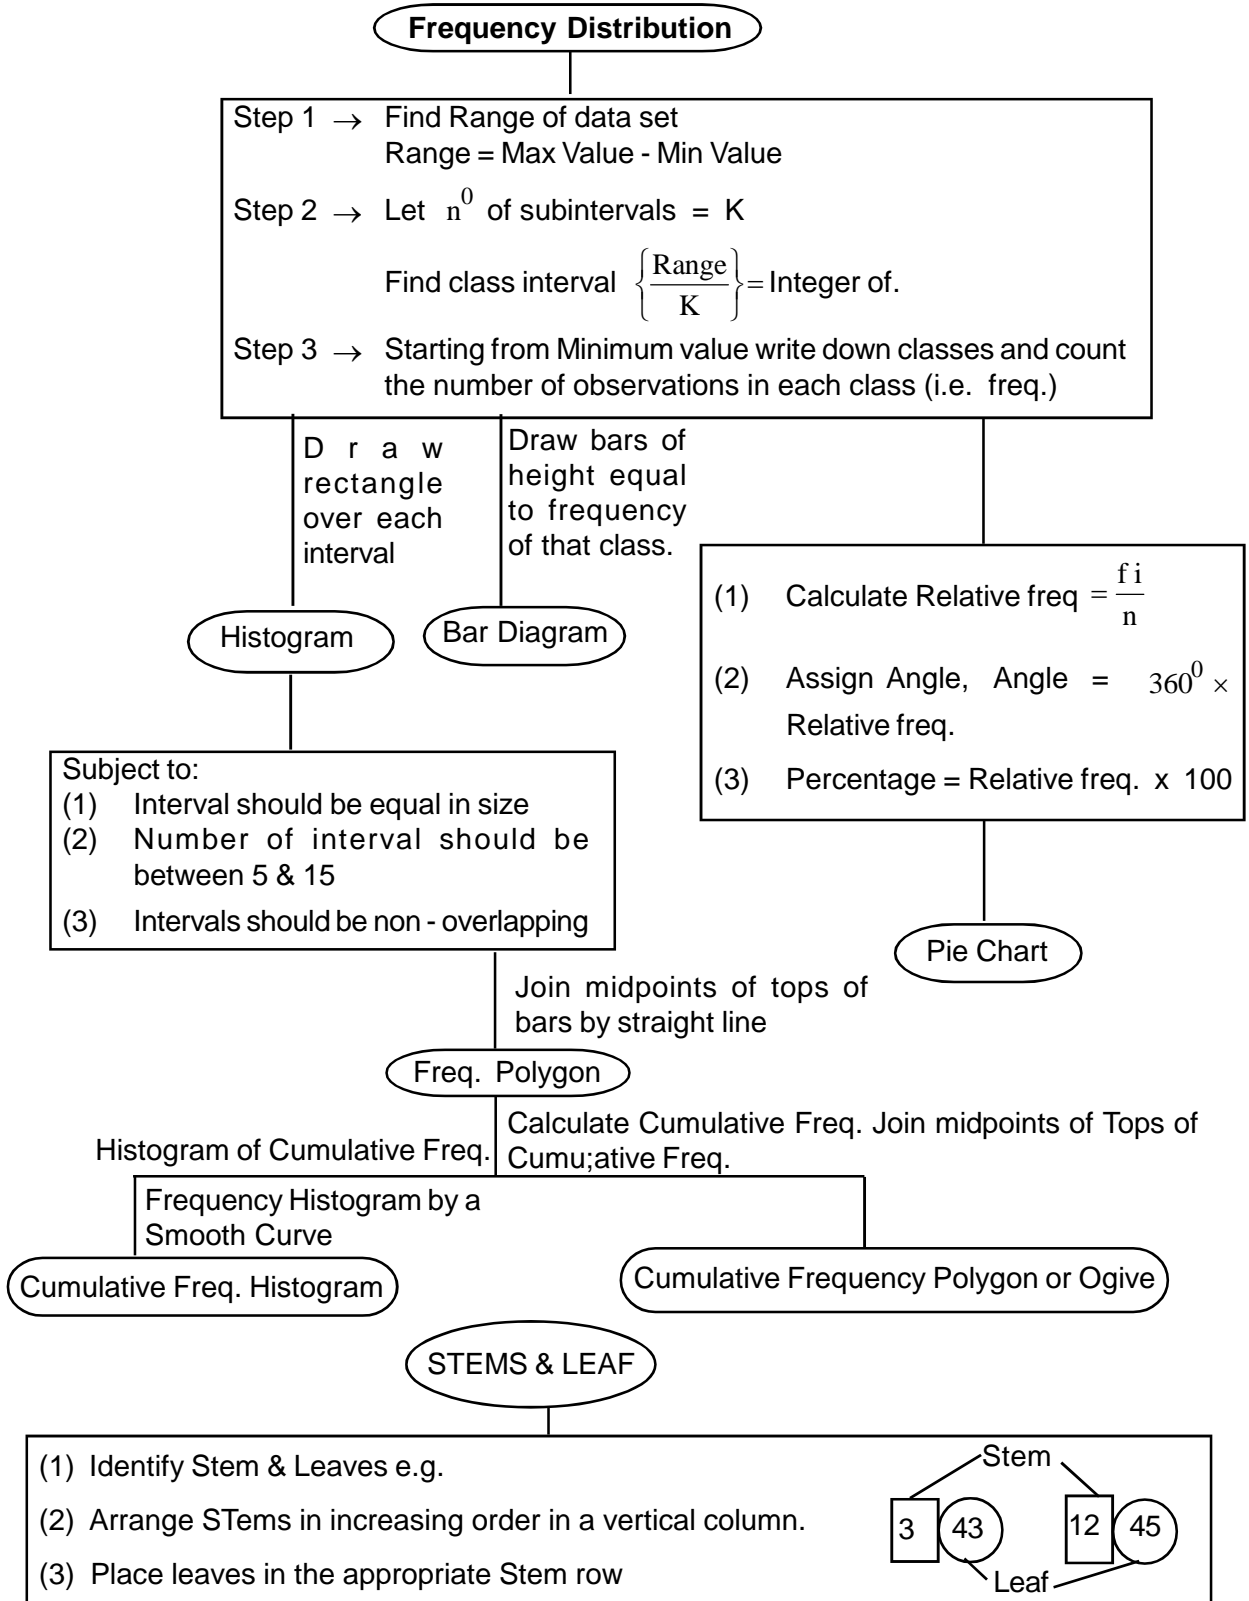 Frequency Distribution
Step 1 → Find Range of data set
Range = Max Value - Min Value
Step 2 → Let n⁰ of subintervals = K
Find class interval {Range/K} = Integer of.
Step 3 → Starting from Minimum value write down classes and count
the number of observations in each class (i.e. freq.)
D r a w
rectangle
over each
interval
Draw bars of
height equal
to frequency
of that class.
Histogram
Bar Diagram
(1) Calculate Relative freq = f i/n
(2) Assign Angle, Angle = 360⁰ ×
Relative freq.
(3) Percentage = Relative freq. x 100
Pie Chart
Subject to:
(1) Interval should be equal in size
(2) Number of interval should be
between 5 & 15
(3) Intervals should be non - overlapping
Join midpoints of tops of
bars by straight line
Freq. Polygon
Histogram of Cumulative Freq.
Calculate Cumulative Freq. Join midpoints of Tops of
Cumu;ative Freq.
Frequency Histogram by a
Smooth Curve
Cumulative Freq. Histogram
Cumulative Frequency Polygon or Ogive
STEMS & LEAF
(1) Identify Stem & Leaves e.g.
(2) Arrange STems in increasing order in a vertical column.
(3) Place leaves in the appropriate Stem row
Stem
3 43 12 45
Leaf